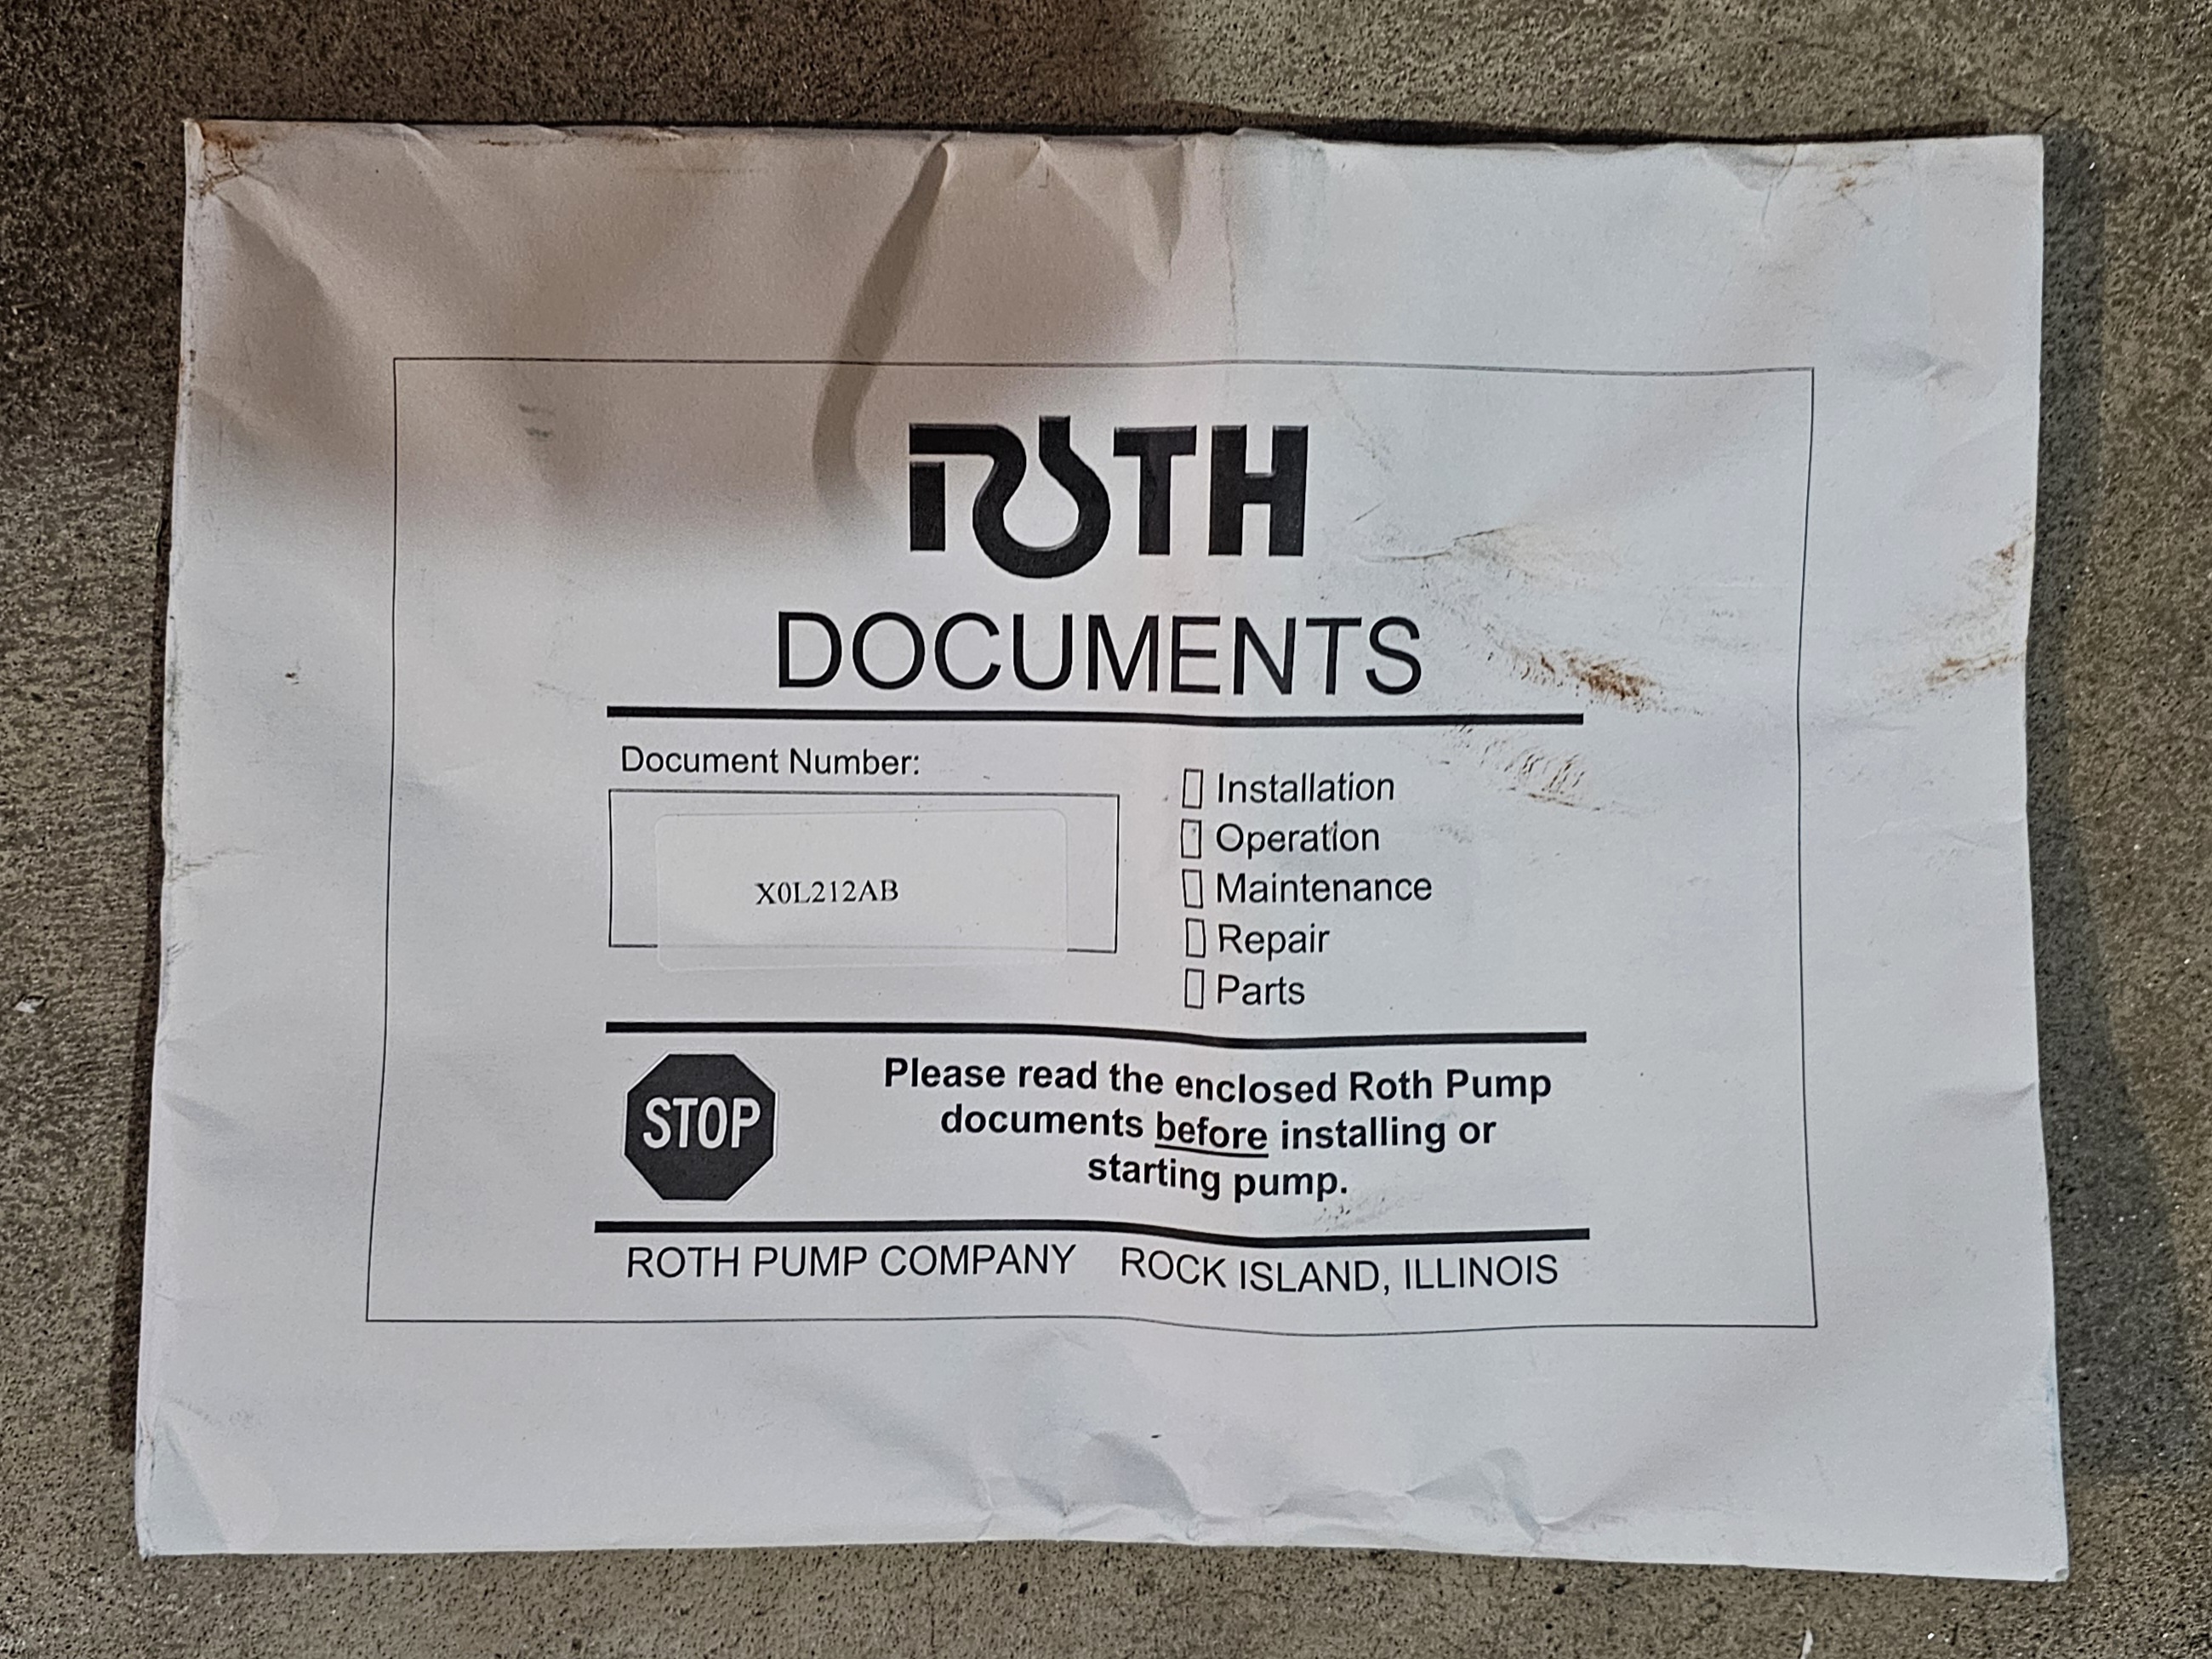 ROTH
DOCUMENTS
Document Number:
X0L212AB
Installation
Operation
Maintenance
Repair
Parts
STOP
Please read the enclosed Roth Pump
documents before installing or
starting pump.
ROTH PUMP COMPANY ROCK ISLAND, ILLINOIS